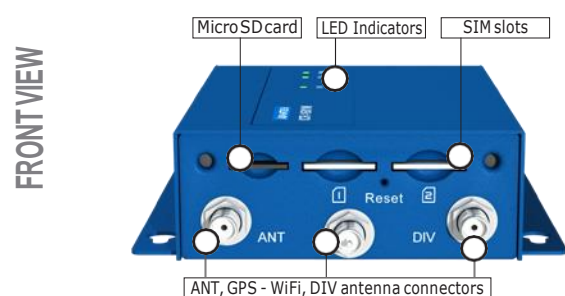 FRONT VIEW
Micro SD card
LED Indicators
SIM slots
1
Reset
2
ANT
DIV
ANT, GPS - WiFi, DIV antenna connectors